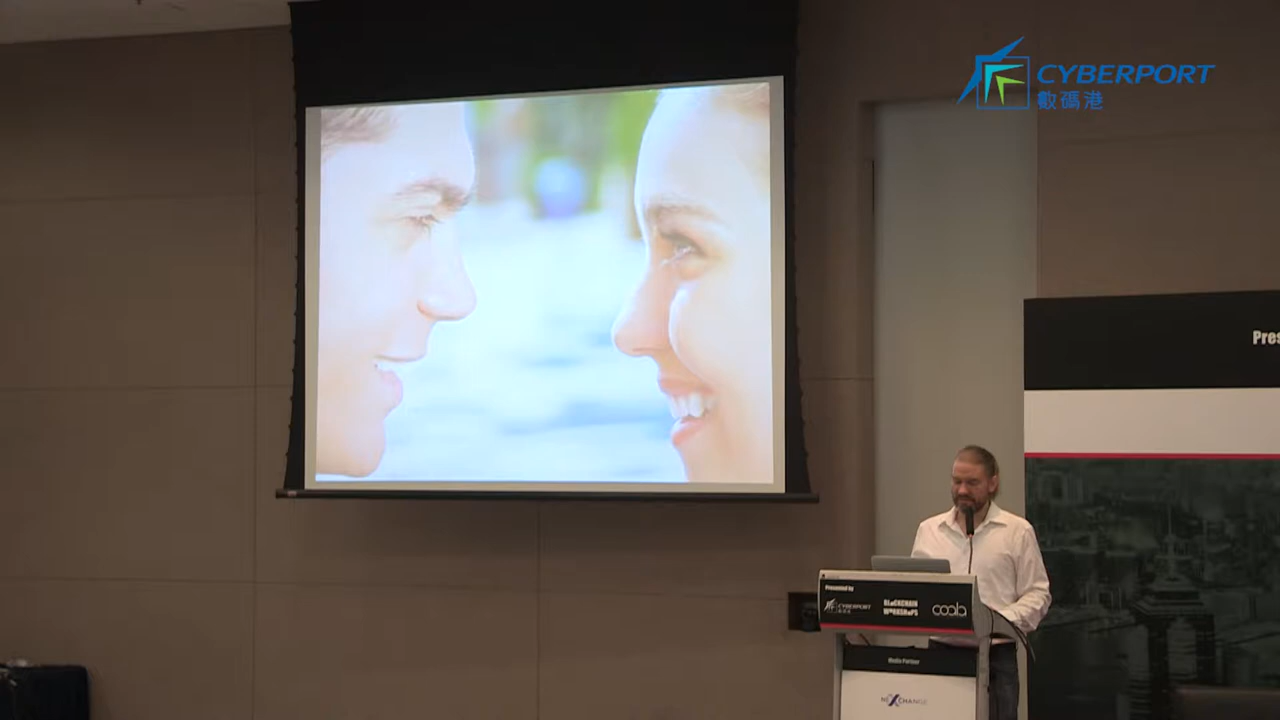 CYBERPORT
數碼港
Pres
Presented by
CYBERPORT
BLOCKCHAIN
WORKSHOPS
coala
Media Partner
NEXCHANGE